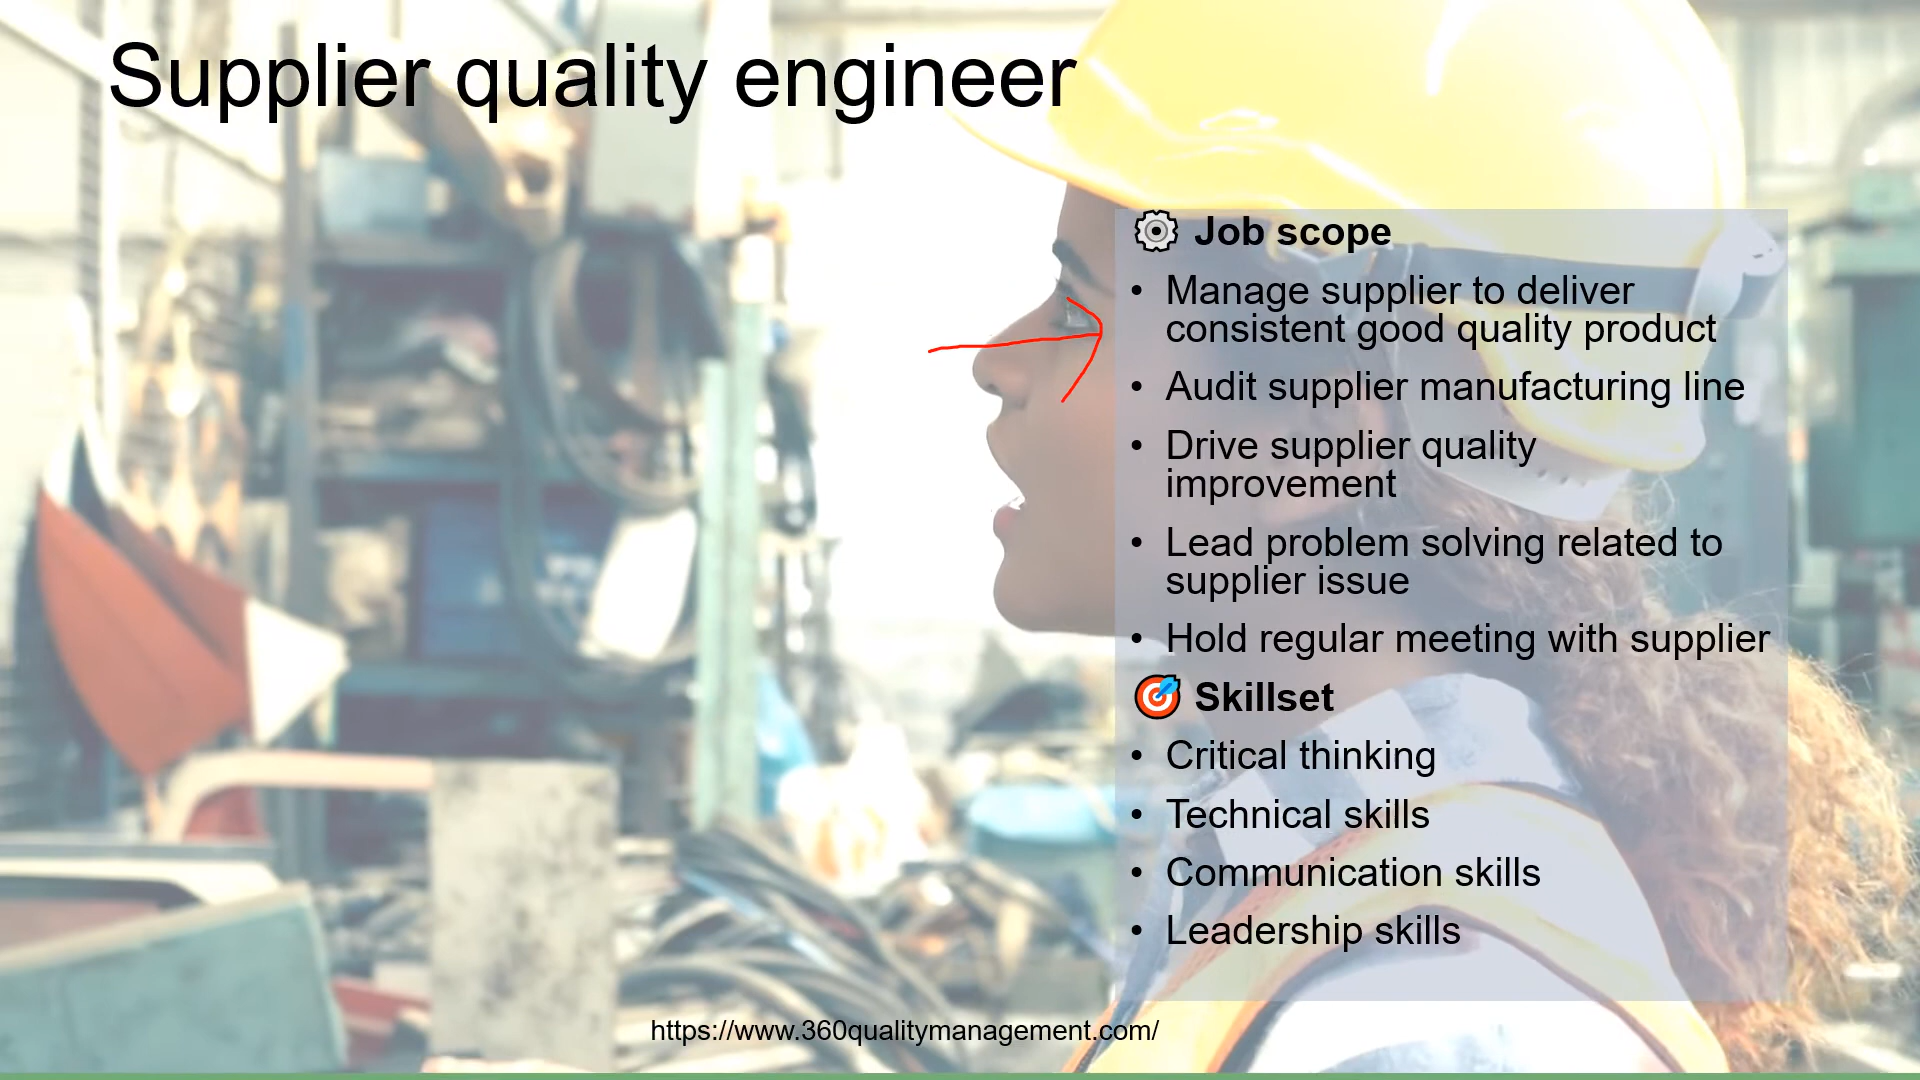 Supplier quality engineer
Job scope
• Manage supplier to deliver
consistent good quality product
• Audit supplier manufacturing line
• Drive supplier quality
improvement
• Lead problem solving related to
supplier issue
• Hold regular meeting with supplier
Skillset
• Critical thinking
• Technical skills
• Communication skills
• Leadership skills
https://www.360qualitymanagement.com/